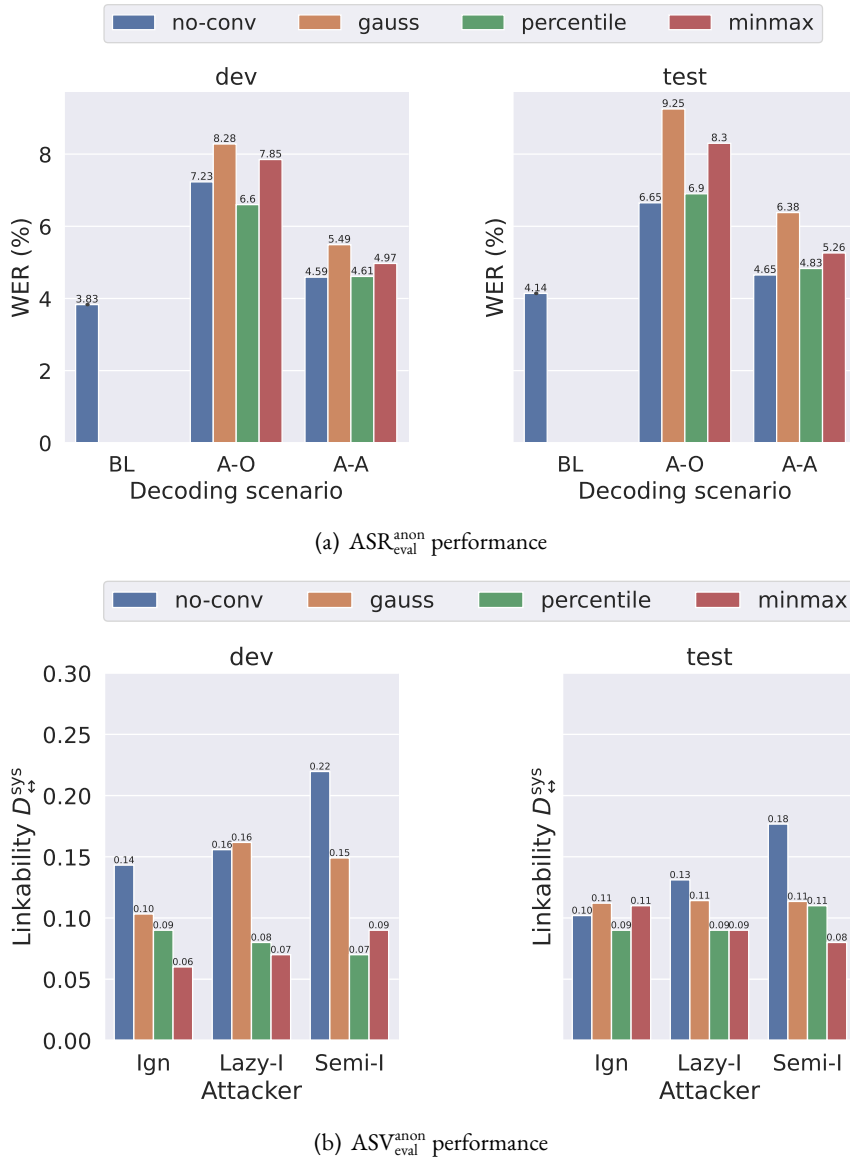 no-conv gauss percentile minmax
dev
test
WER (%)
8
6
4
2
0
3.83
7.23
8.28
6.6
7.85
4.59
5.49
4.61
4.97
BL A-O A-A
Decoding scenario
WER (%)
4.14
6.65
9.25
6.9
8.3
4.65
6.38
4.83
5.26
BL A-O A-A
Decoding scenario
(a) ASR anon eval performance
no-conv gauss percentile minmax
dev
test
Linkability D sys ↔
0.30
0.25
0.20
0.15
0.10
0.05
0.00
0.14
0.10
0.09
0.06
0.16
0.16
0.08
0.07
0.22
0.15
0.07
0.09
Ign Lazy-I Semi-I
Attacker
Linkability D sys ↔
0.10
0.11
0.09
0.11
0.13
0.11
0.09
0.09
0.18
0.11
0.11
0.08
Ign Lazy-I Semi-I
Attacker
(b) ASV anon eval performance